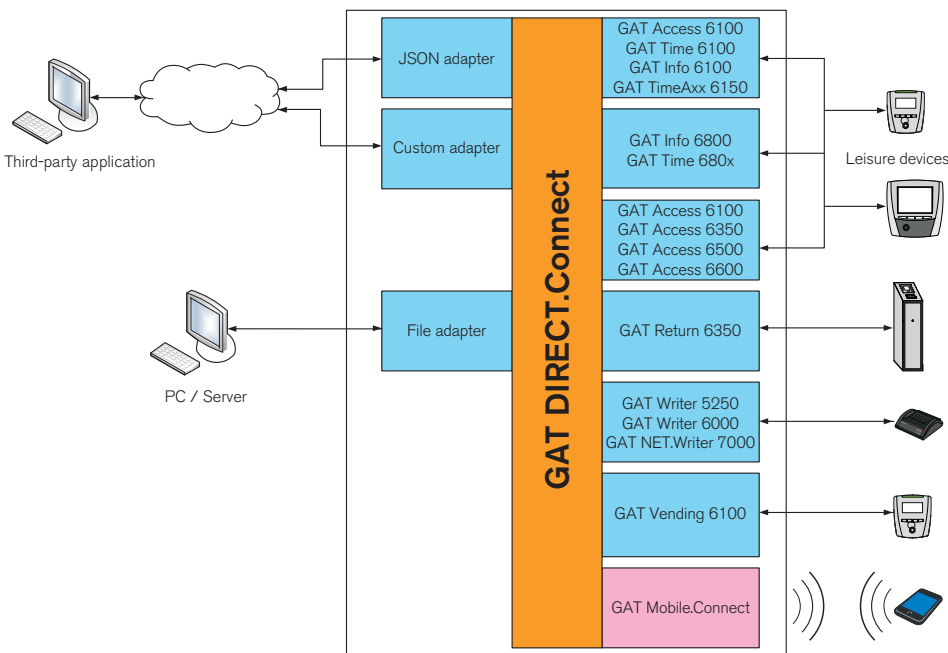 JSON adapter
Custom adapter
File adapter
Third-party application
PC / Server
GAT DIRECT.Connect
GAT Access 6100
GAT Time 6100
GAT Info 6100
GAT TimeAxx 6150
GAT Info 6800
GAT Time 680x
GAT Access 6100
GAT Access 6350
GAT Access 6500
GAT Access 6600
GAT Return 6350
GAT Writer 5250
GAT Writer 6000
GAT NET.Writer 7000
GAT Vending 6100
GAT Mobile.Connect
Leisure devices